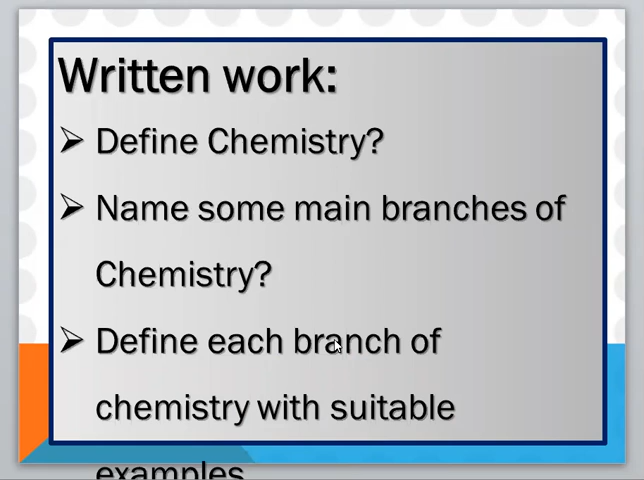 Written work:
➢ Define Chemistry?
➢ Name some main branches of
Chemistry?
➢ Define each branch of
chemistry with suitable
examples